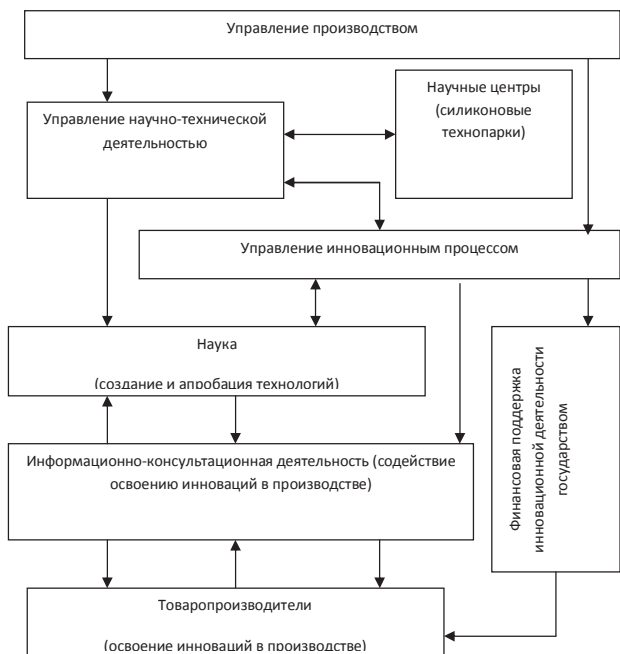 Управление производством
Управление научно-технической
деятельностью
Научные центры
(силиконовые
технопарки)
Управление инновационным процессом
Наука
(создание и апробация технологий)
Финансовая поддержка
инновационной деятельности
государством
Информационно-консультационная деятельность (содействие
освоению инноваций в производстве)
Товаропроизводители
(освоение инноваций в производстве)